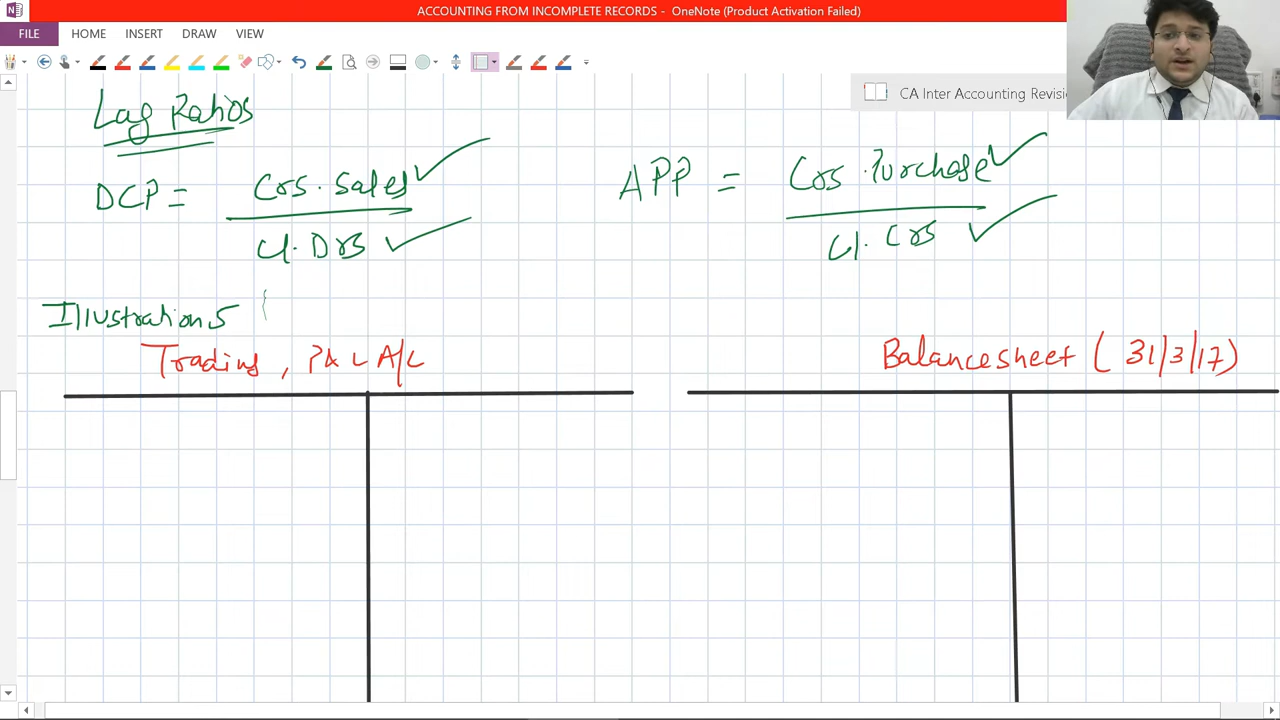 ACCOUNTING FROM INCOMPLETE RECORDS - OneNote (Product Activation Failed)
FILE HOME INSERT DRAW VIEW
CA Inter Accounting Revisi
Lag Ratios
DCP = Crs. Sales / Cl. Drs
APP = Crs. Purchase / Cl. Crs
Illustration 5
Trading, P & L A/c
Balancesheet (31/3/17)